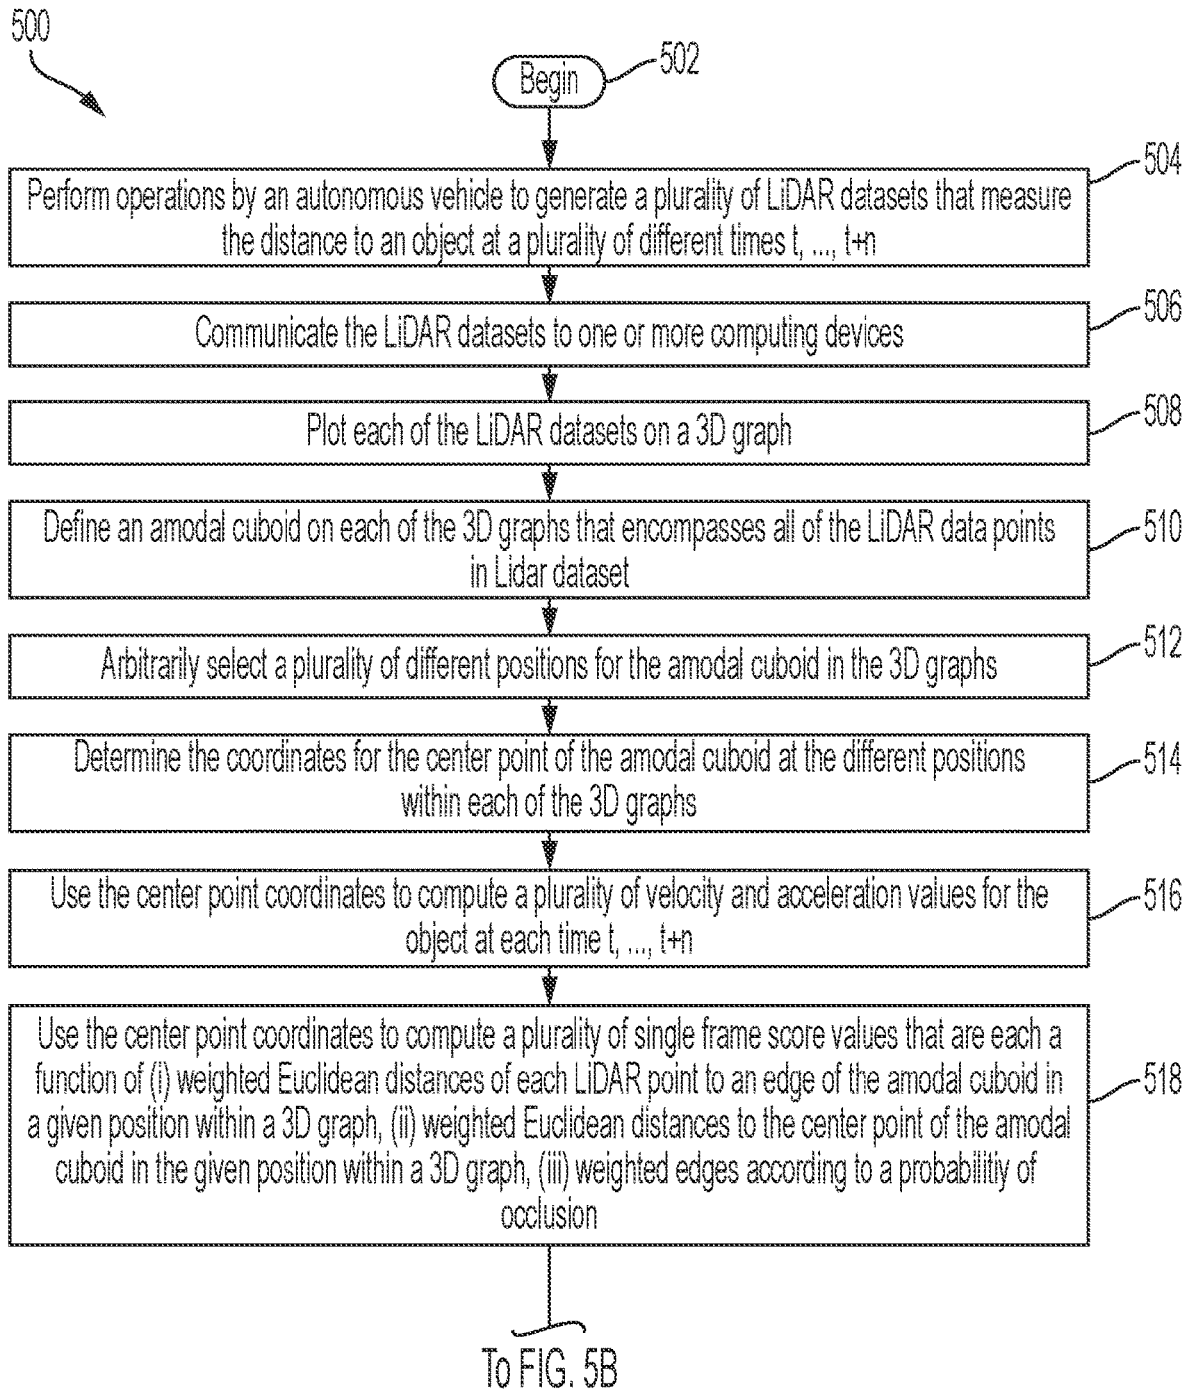 500
Begin
502
504
Perform operations by an autonomous vehicle to generate a plurality of LiDAR datasets that measure
the distance to an object at a plurality of different times t, ..., t+n
506
Communicate the LiDAR datasets to one or more computing devices
508
Plot each of the LiDAR datasets on a 3D graph
510
Define an amodal cuboid on each of the 3D graphs that encompasses all of the LiDAR data points
in Lidar dataset
512
Arbitrarily select a plurality of different positions for the amodal cuboid in the 3D graphs
514
Determine the coordinates for the center point of the amodal cuboid at the different positions
within each of the 3D graphs
516
Use the center point coordinates to compute a plurality of velocity and acceleration values for the
object at each time t, ..., t+n
518
Use the center point coordinates to compute a plurality of single frame score values that are each a
function of (i) weighted Euclidean distances of each LiDAR point to an edge of the amodal cuboid in
a given position within a 3D graph, (ii) weighted Euclidean distances to the center point of the amodal
cuboid in the given position within a 3D graph, (iii) weighted edges according to a probabilitiy of
occlusion
To FIG. 5B